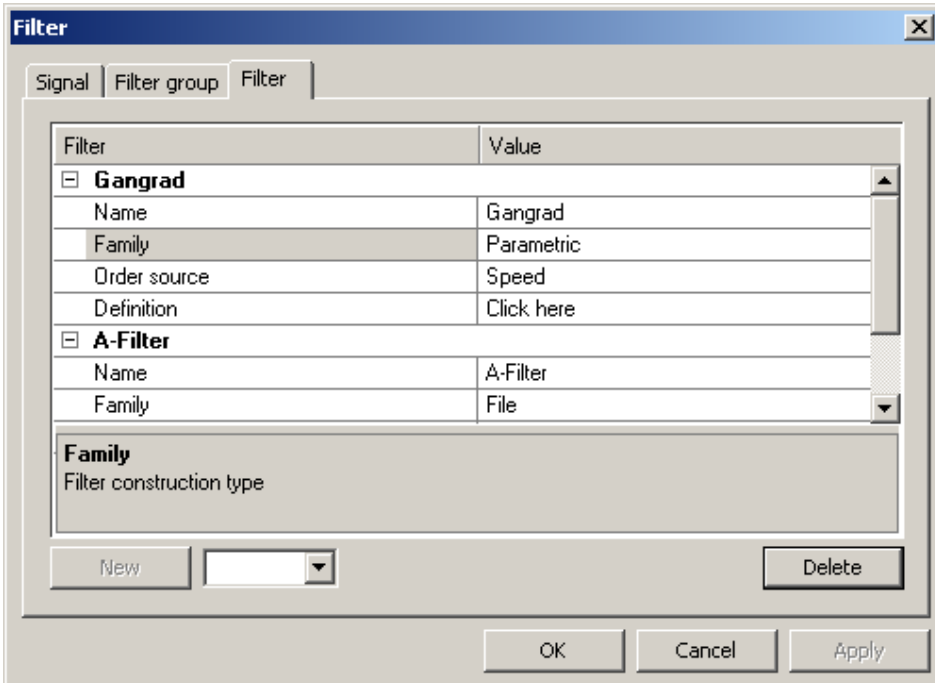 Filter
Signal Filter group Filter
Filter Value
Gangrad
Name Gangrad
Family Parametric
Order source Speed
Definition Click here
A-Filter
Name A-Filter
Family File
Family
Filter construction type
New Delete
OK Cancel Apply